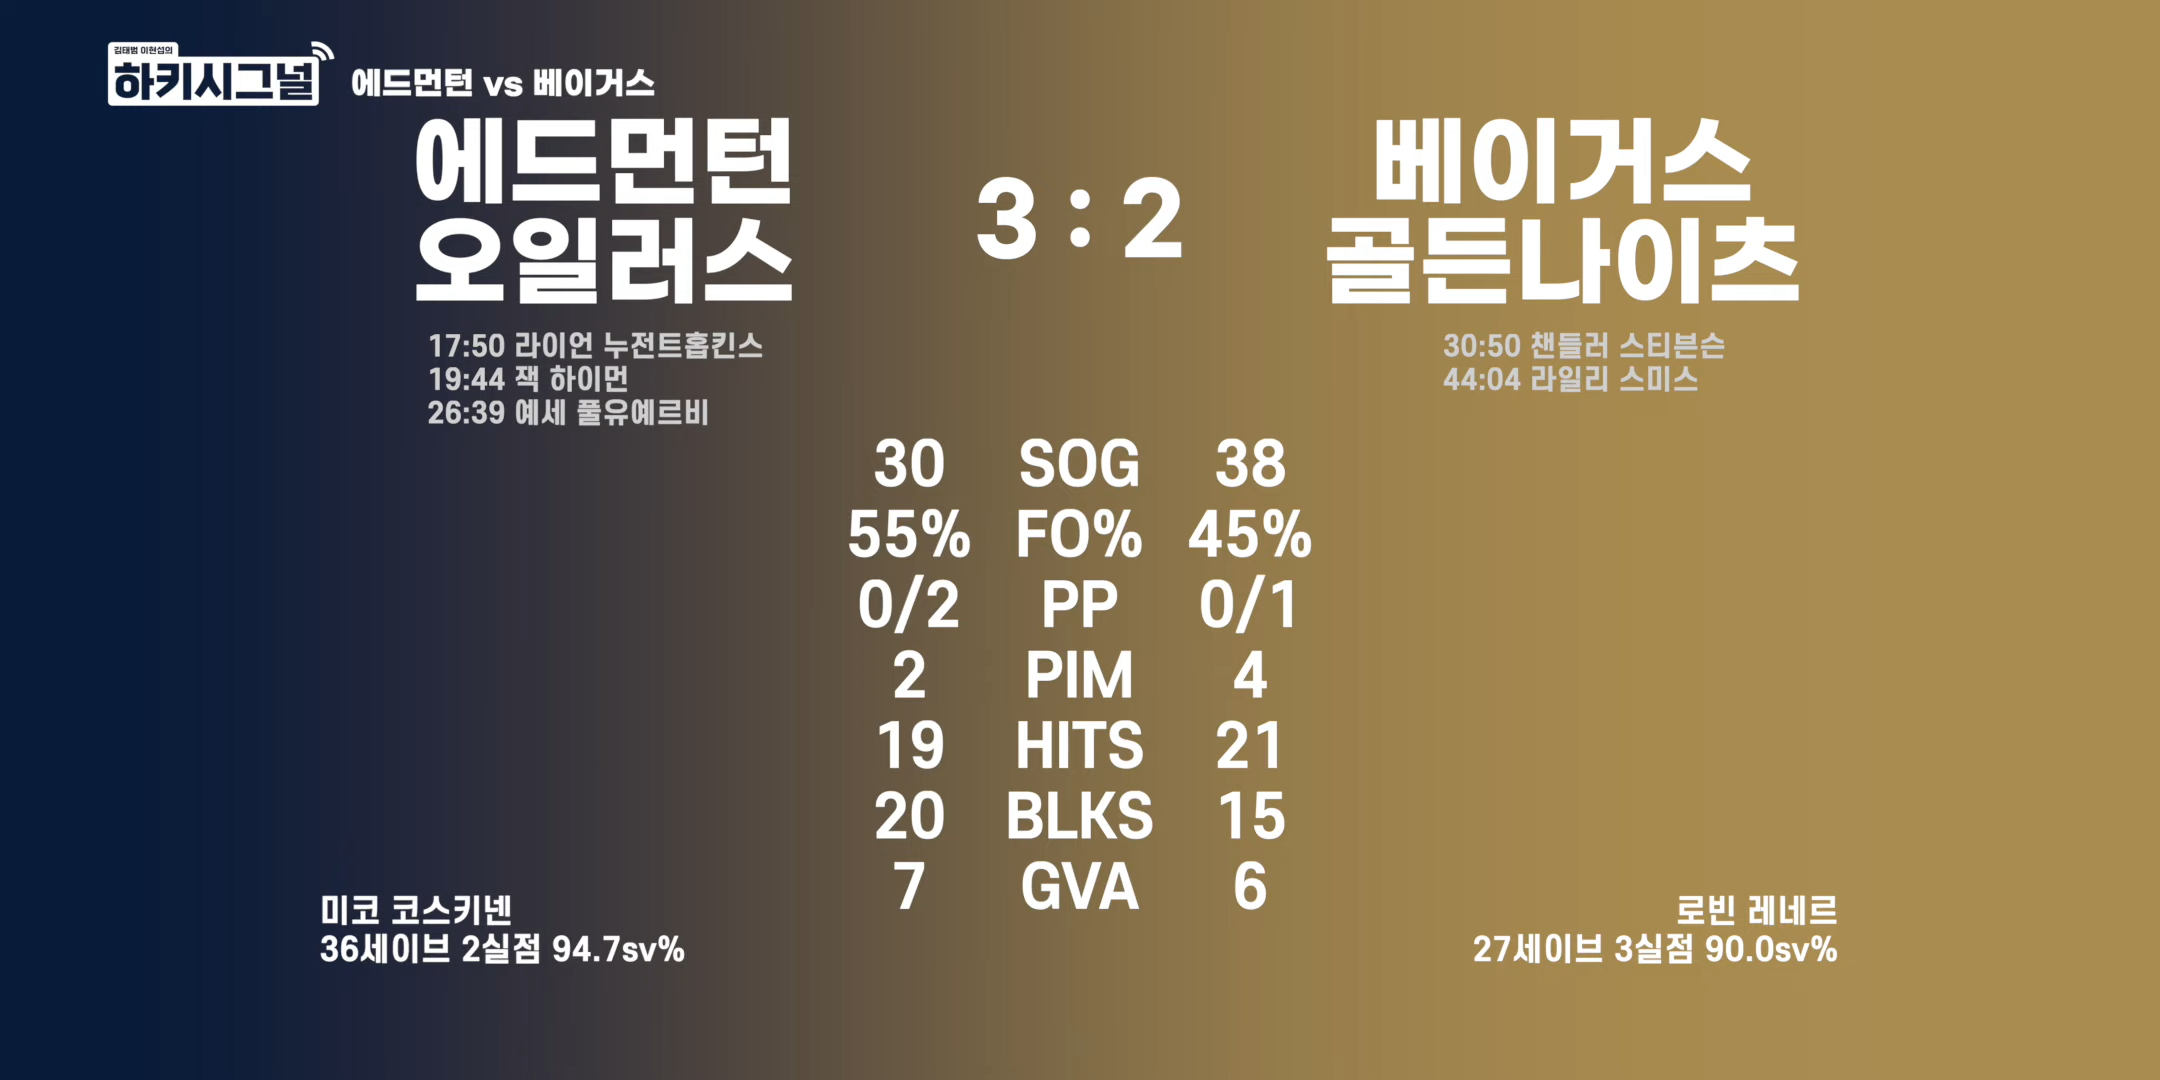 김태범 이현섭의
하키시그널
에드먼턴 vs 베이거스
에드먼턴
오일러스
3 : 2
베이거스
골든나이츠
17:50 라이언 누전트홉킨스
19:44 잭 하이먼
26:39 예세 풀유예르비
30:50 챈들러 스티븐슨
44:04 라일리 스미스
30 SOG 38
55% FO% 45%
0/2 PP 0/1
2 PIM 4
19 HITS 21
20 BLKS 15
7 GVA 6
미코 코스키넨
36세이브 2실점 94.7sv%
로빈 레네르
27세이브 3실점 90.0sv%